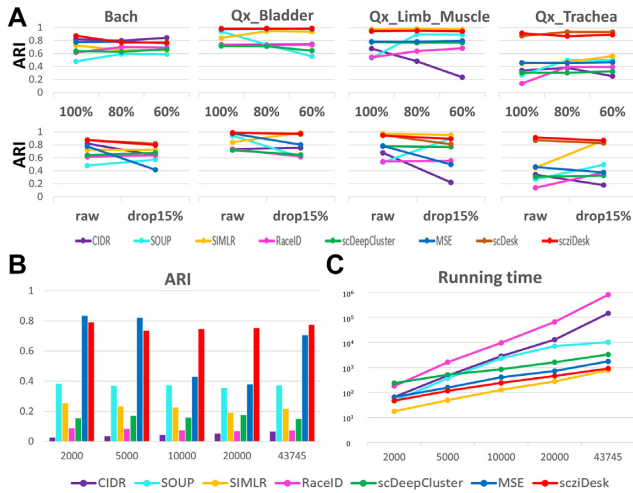 A
Bach Qx_Bladder Qx_Limb_Muscle Qx_Trachea
ARI
1
0.8
0.6
0.4
0.2
0
100% 80% 60% 100% 80% 60% 100% 80% 60% 100% 80% 60%
ARI
1
0.8
0.6
0.4
0.2
0
raw drop15% raw drop15% raw drop15% raw drop15%
CIDR SOUP SIMLR RaceID scDeepCluster MSE scDesk scziDesk
B
ARI
1
0.8
0.6
0.4
0.2
0
2000 5000 10000 20000 43745
C
Running time
10⁶
10⁵
10⁴
10³
10²
10¹
10⁰
2000 5000 10000 20000 43745
CIDR SOUP SIMLR RaceID scDeepCluster MSE scziDesk